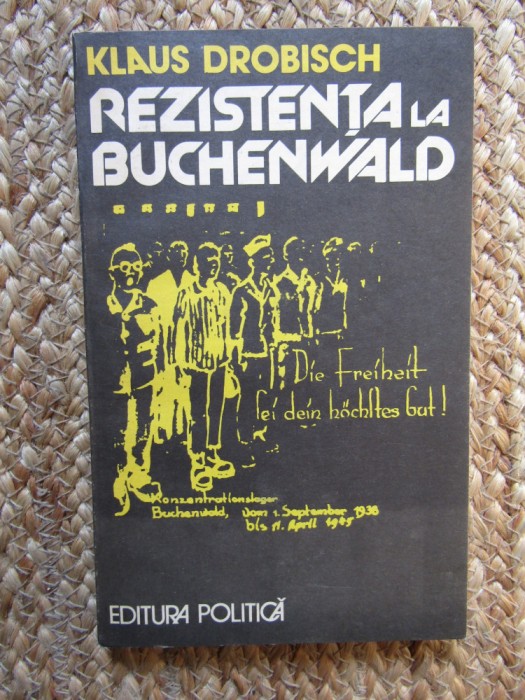 KLAUS DROBISCH
REZISTENȚA LA
BUCHENWALD
Die Freiheit
sei dein höchstes Gut!
Konzentrationslager
Buchenwald, vom 1. September 1938
bis 11. April 1945
EDITURA POLITICĂ